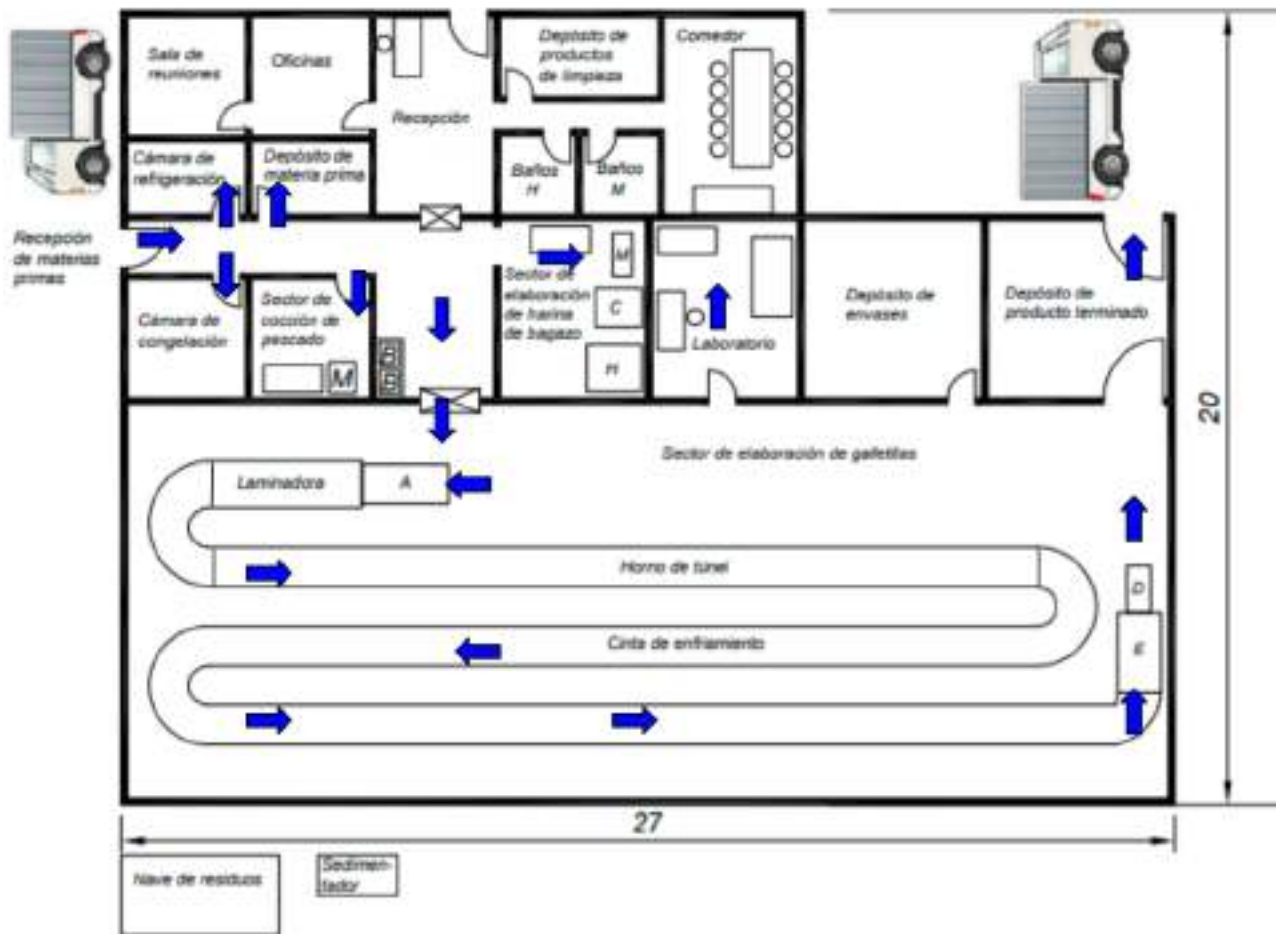 Sala de
reuniones
Oficinas
Recepción
Depósito de
productos
de limpieza
Comedor
Cámara de
refrigeración
Depósito de
materia prima
Baños
H
Baños
M
Recepción
de materias
primas
Cámara de
congelación
Sector de
cocción de
pescado
M
Sector de
elaboración
de harina
de bagazo
M
C
H
Laboratorio
Depósito de
envases
Depósito de
producto terminado
20
Sector de elaboración de galletillas
Laminadora
A
Horno de túnel
D
Cinta de enfriamiento
E
27
Nave de residuos
Sedimen-
tador